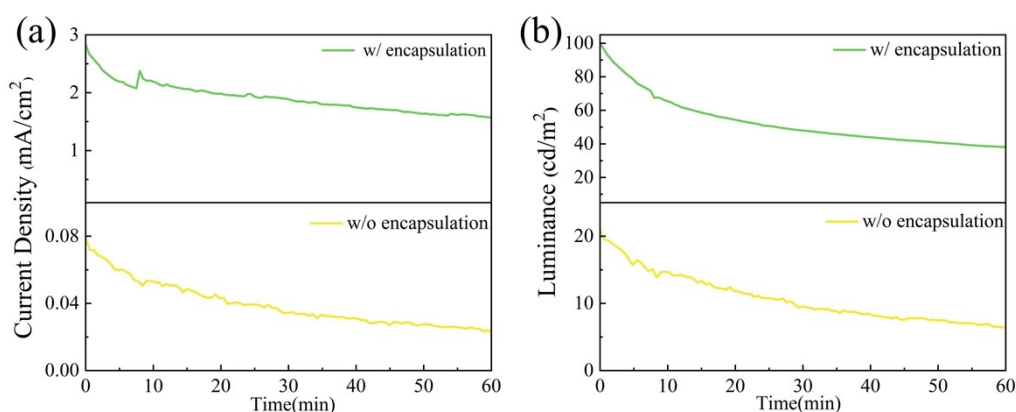 (a)
3
2
1
w/ encapsulation
0.08
0.04
0.00
w/o encapsulation
Current Density (mA/cm²)
0 10 20 30 40 50 60
Time(min)
(b)
100
80
60
40
20
w/ encapsulation
20
10
0
w/o encapsulation
Luminance (cd/m²)
0 10 20 30 40 50 60
Time(min)